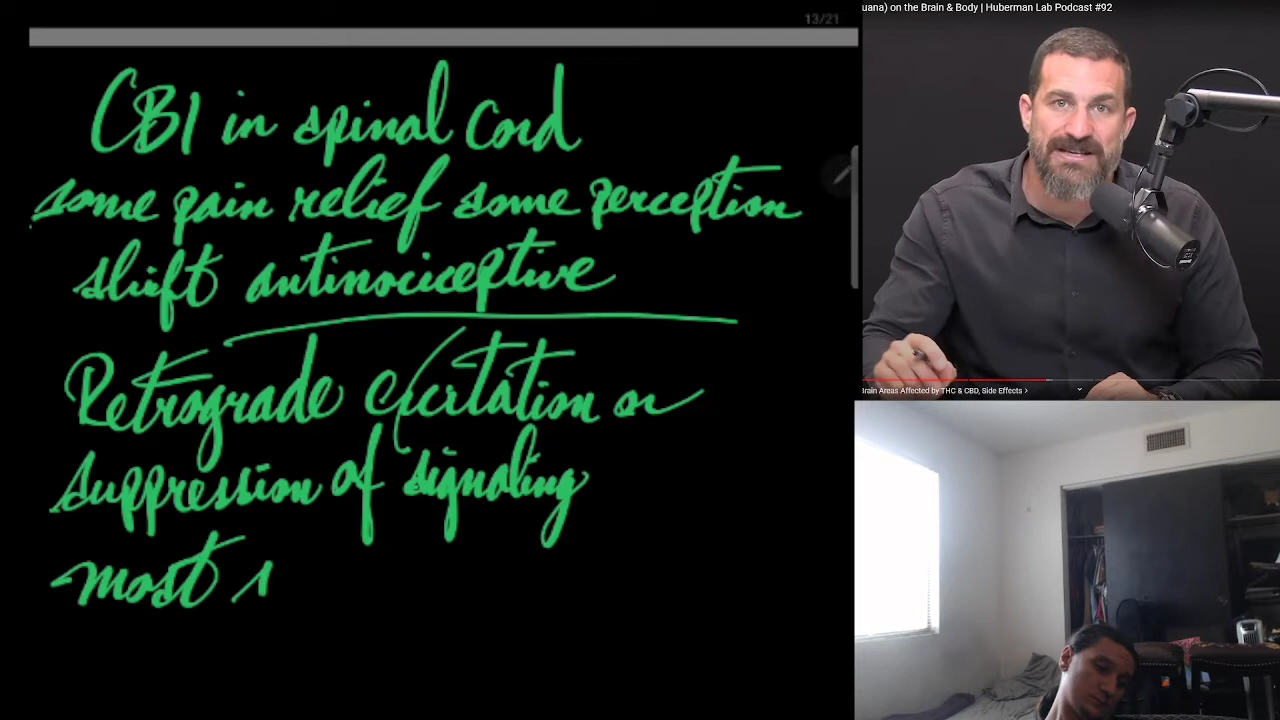 13/21
CB1 in spinal cord
some pain relief some perception
shift antinociceptive
Retrograde excitation or
suppression of signaling
most
uana) on the Brain & Body | Huberman Lab Podcast #92
Brain Areas Affected by THC & CBD, Side Effects >